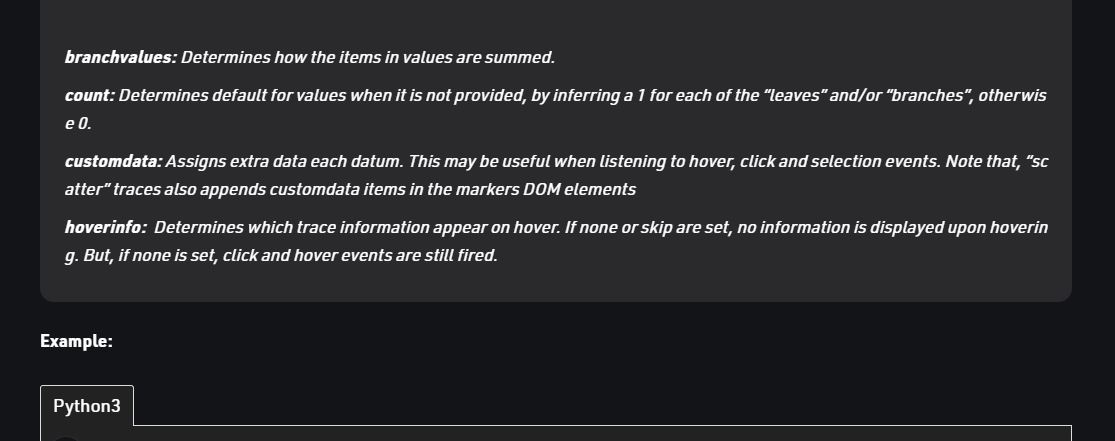 branchvalues: Determines how the items in values are summed.
count: Determines default for values when it is not provided, by inferring a 1 for each of the “leaves” and/or “branches”, otherwis
e 0.
customdata: Assigns extra data each datum. This may be useful when listening to hover, click and selection events. Note that, “sc
atter” traces also appends customdata items in the markers DOM elements
hoverinfo:  Determines which trace information appear on hover. If none or skip are set, no information is displayed upon hoverin
g. But, if none is set, click and hover events are still fired.
Example:
Python3